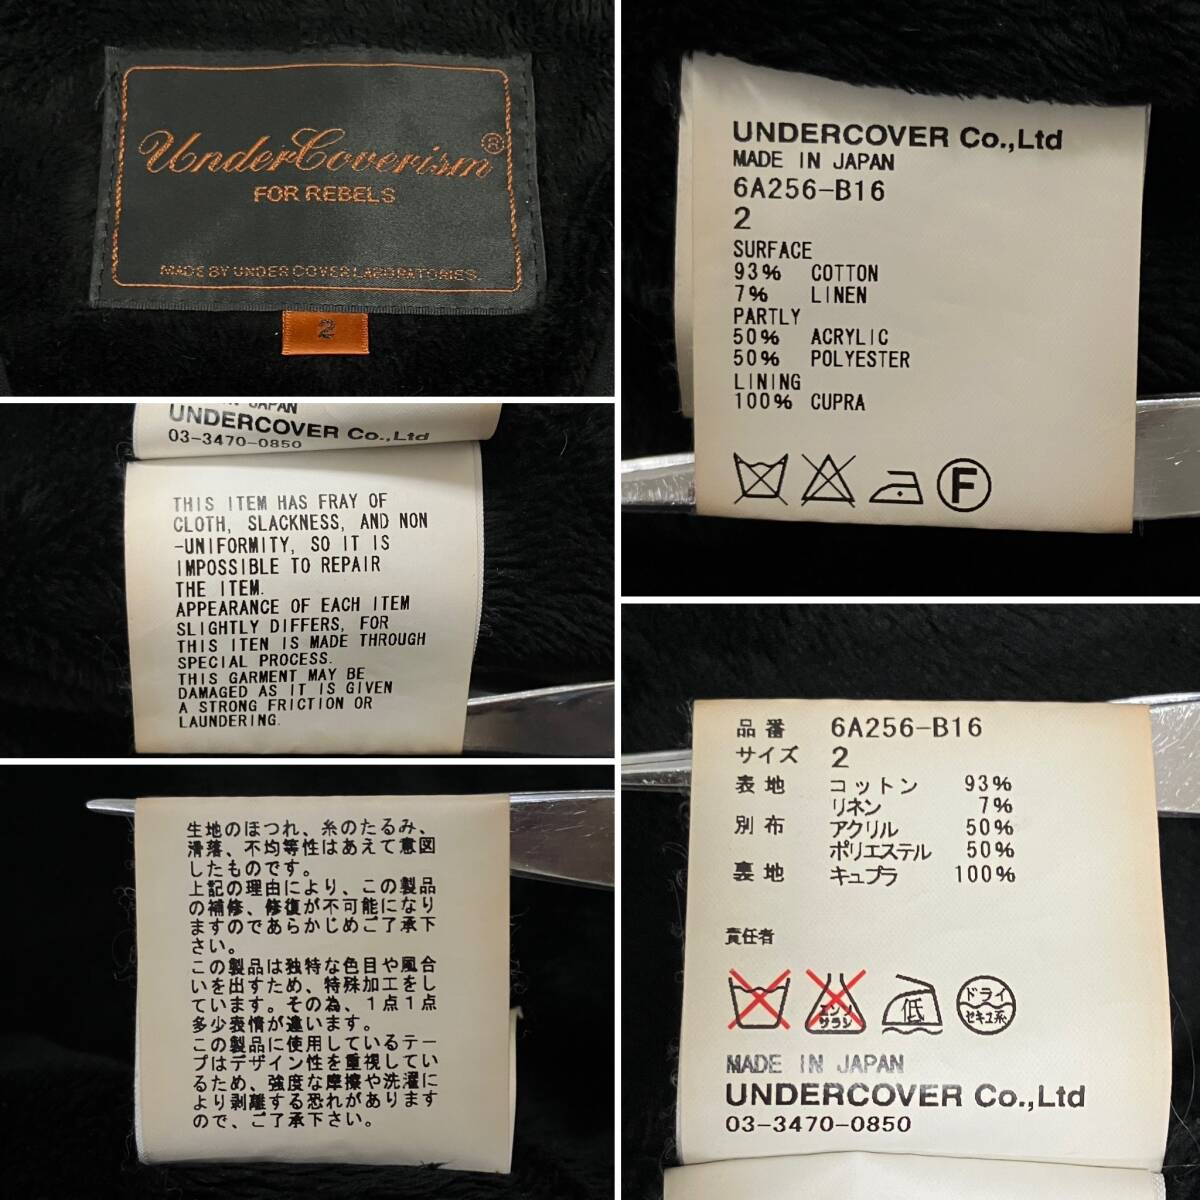 UnderCoverism®
FOR REBELS
MADE BY UNDER COVER LABORATORIES.
2
UNDERCOVER Co.,Ltd
MADE IN JAPAN
6A256-B16
2
SURFACE
93% COTTON
7% LINEN
PARTLY
50% ACRYLIC
50% POLYESTER
LINING
100% CUPRA
F
JAPAN
UNDERCOVER Co.,Ltd
03-3470-0850
THIS ITEM HAS FRAY OF
CLOTH, SLACKNESS, AND NON
-UNIFORMITY, SO IT IS
IMPOSSIBLE TO REPAIR
THE ITEM.
APPEARANCE OF EACH ITEM
SLIGHTLY DIFFERS, FOR
THIS ITEN IS MADE THROUGH
SPECIAL PROCESS.
THIS GARMENT MAY BE
DAMAGED AS IT IS GIVEN
A STRONG FRICTION OR
LAUNDERING.
品番 6A256-B16
サイズ 2
表地 コットン 93%
リネン 7%
別布 アクリル 50%
ポリエステル 50%
裏地 キュプラ 100%
責任者
エンソ
サラシ
低
ドライ
セキユ系
MADE IN JAPAN
UNDERCOVER Co.,Ltd
03-3470-0850
生地のほつれ、糸のたるみ、
滑落、不均等性はあえて意図
したものです。
上記の理由により、この製品
の補修、修復が不可能になり
ますのであらかじめご了承下
さい。
この製品は独特な色目や風合
いを出すため、特殊加工をし
ています。その為、1点1点
多少表情が違います。
この製品に使用しているテー
プはデザイン性を重視してい
るため、強度な摩擦や洗濯に
より剥離する恐れがあります
ので、ご了承下さい。